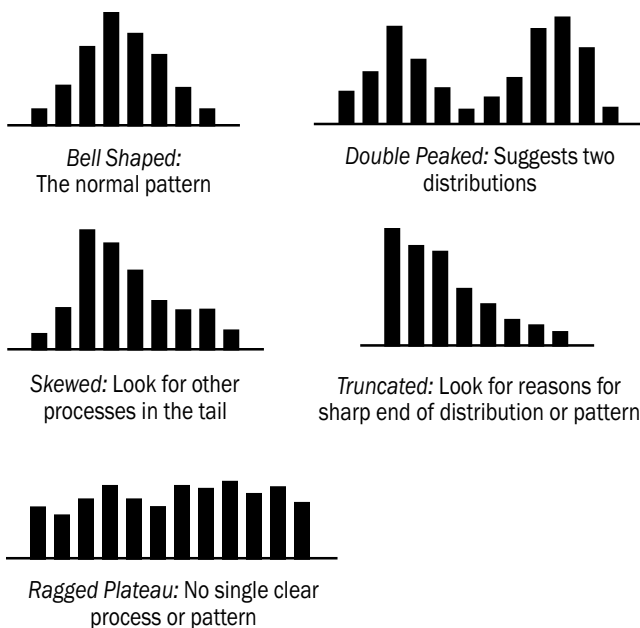 Bell Shaped:
The normal pattern
Double Peaked: Suggests two
distributions
Skewed: Look for other
processes in the tail
Truncated: Look for reasons for
sharp end of distribution or pattern
Ragged Plateau: No single clear
process or pattern